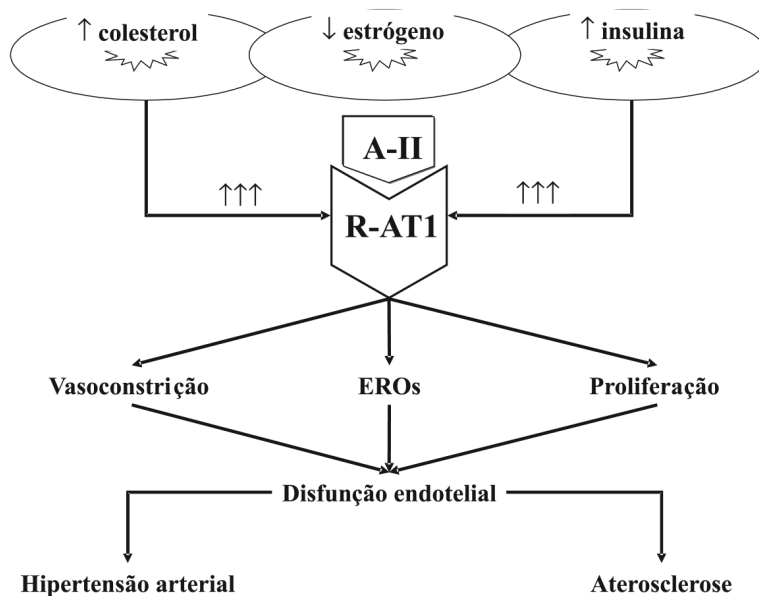 ↑ colesterol
↓ estrógeno
↑ insulina
A-II
↑↑↑
↑↑↑
R-AT1
Vasoconstrição
EROs
Proliferação
Disfunção endotelial
Hipertensão arterial
Aterosclerose